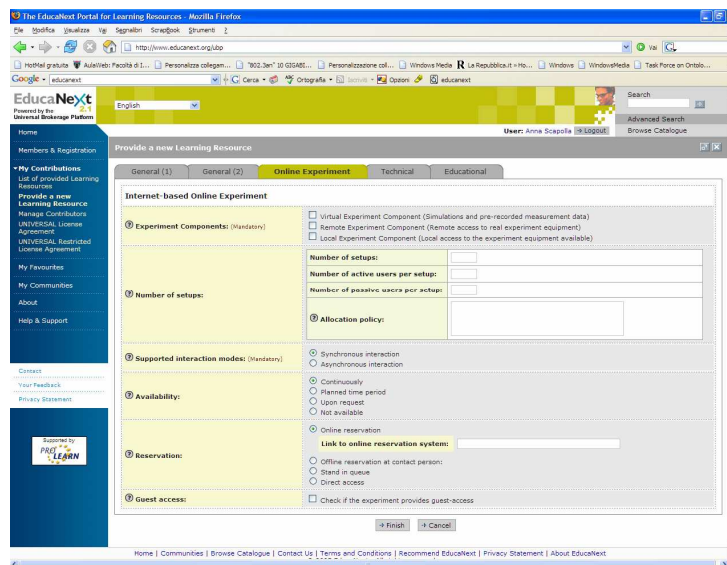 The EducaNext Portal for Learning Resources - Mozilla Firefox
File Modifica Visualizza Vai Segnalibri ScrapBook Strumenti ?
http://www.educanext.org/ubp
Vai
HotMail gratuita AulaWeb: Facoltà di I... Personalizza collegam... "802.3an" 10 GIGABI... Personalizzazione coll... Windows Media La Repubblica.it » Ho... Windows WindowsMedia Task Force on Ontolo...
Google educanext Cerca Ortografia Iscriviti Opzioni educanext
EducaNext 2.1
Powered by the
Universal Brokerage Platform
English
Search
Advanced Search
Browse Catalogue
User: Anna Scapolla Logout
Home
Members & Registration
My Contributions
List of provided Learning
Resources
Provide a new
Learning Resource
Manage Contributors
UNIVERSAL License
Agreement
UNIVERSAL Restricted
License Agreement
My Favourites
My Communities
About
Help & Support
Contact
Your Feedback
Privacy Statement
Supported by
PRO
LEARN
Provide a new Learning Resource
General (1) General (2) Online Experiment Technical Educational
Internet-based Online Experiment
Experiment Components: (Mandatory)
Virtual Experiment Component (Simulations and pre-recorded measurement data)
Remote Experiment Component (Remote access to real experiment equipment)
Local Experiment Component (Local access to the experiment equipment available)
Number of setups:
Number of setups:
Number of active users per setup:
Number of passive users per setup:
Allocation policy:
Supported interaction modes: (Mandatory)
Synchronous interaction
Asynchronous interaction
Availability:
Continuously
Planned time period
Upon request
Not available
Reservation:
Online reservation
Link to online reservation system:
Offline reservation at contact person:
Stand in queue
Direct access
Guest access:
Check if the experiment provides guest-access
Finish Cancel
Home | Communities | Browse Catalogue | Contact Us | Terms and Conditions | Recommend EducaNext | Privacy Statement | About EducaNext